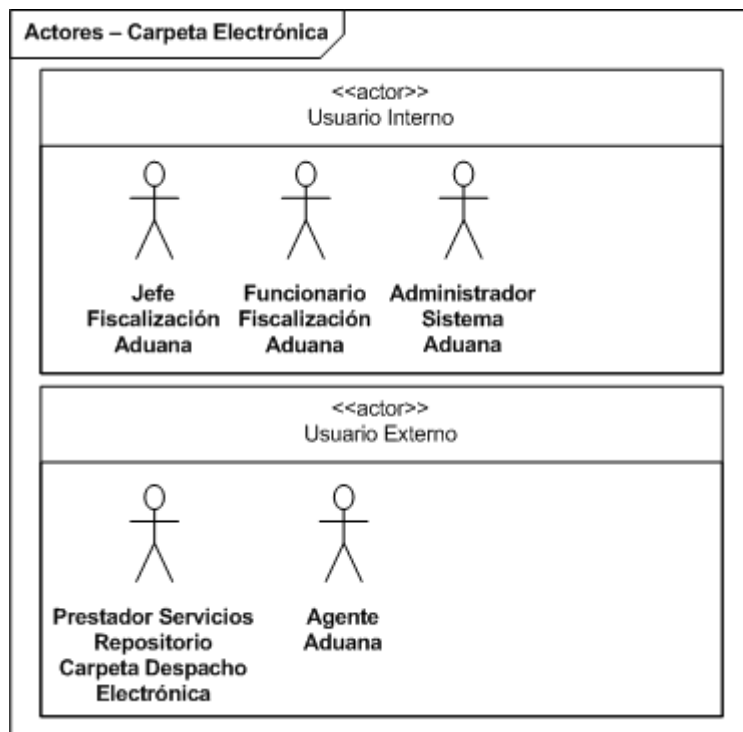 Actores – Carpeta Electrónica
<<actor>>
Usuario Interno
Jefe
Fiscalización
Aduana
Funcionario
Fiscalización
Aduana
Administrador
Sistema
Aduana
<<actor>>
Usuario Externo
Prestador Servicios
Repositorio
Carpeta Despacho
Electrónica
Agente
Aduana